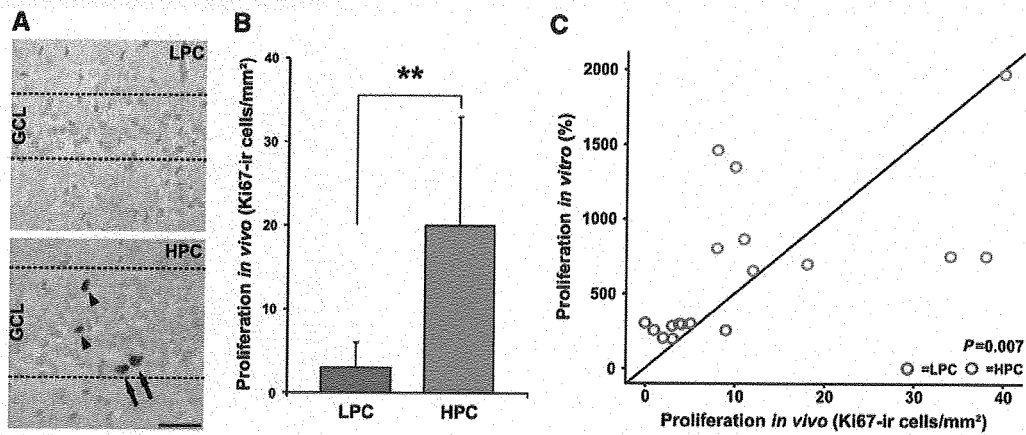 A
LPC
GCL
HPC
GCL
B
Proliferation in vivo (Ki67-ir cells/mm²)
40
30
20
10
0
**
LPC
HPC
C
Proliferation in vitro (%)
2000
1500
1000
500
0
P=0.007
=LPC =HPC
0 10 20 30 40
Proliferation in vivo (Ki67-ir cells/mm²)